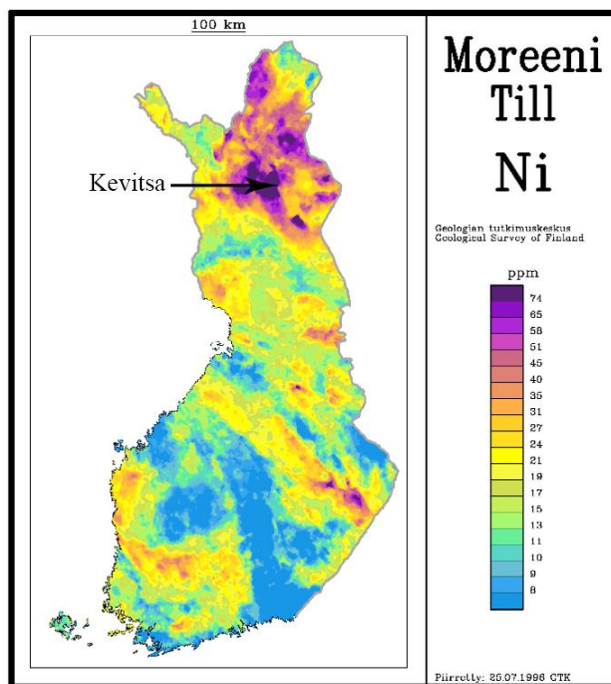 100 km
Kevitsa
Moreeni
Till
Ni
Geologian tutkimuskeskus
Geological Survey of Finland
ppm
74
65
58
51
45
40
35
31
27
24
21
19
17
15
13
11
10
9
8
Piirretty: 25.07.1996 GTK